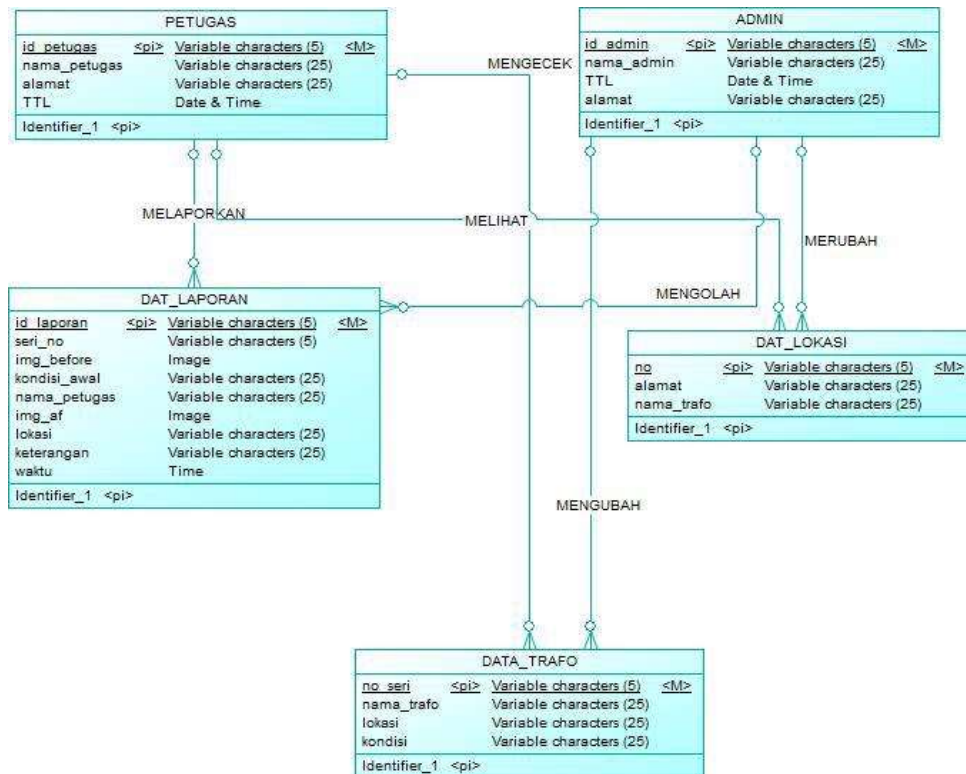 PETUGAS
id_petugas <pi> Variable characters (5) <M>
nama_petugas Variable characters (25)
alamat Variable characters (25)
TTL Date & Time
Identifier_1 <pi>
ADMIN
id_admin <pi> Variable characters (5) <M>
nama_admin Variable characters (25)
TTL Date & Time
alamat Variable characters (25)
Identifier_1 <pi>
MENGECEK
MELAPORKAN
MELIHAT
MERUBAH
MENGOLAH
DAT_LAPORAN
id_laporan <pi> Variable characters (5) <M>
seri_no Variable characters (5)
img_before Image
kondisi_awal Variable characters (25)
nama_petugas Variable characters (25)
img_af Image
lokasi Variable characters (25)
keterangan Variable characters (25)
waktu Time
Identifier_1 <pi>
DAT_LOKASI
no <pi> Variable characters (5) <M>
alamat Variable characters (25)
nama_trafo Variable characters (25)
Identifier_1 <pi>
MENGUBAH
DATA_TRAFO
no_seri <pi> Variable characters (5) <M>
nama_trafo Variable characters (25)
lokasi Variable characters (25)
kondisi Variable characters (25)
Identifier_1 <pi>